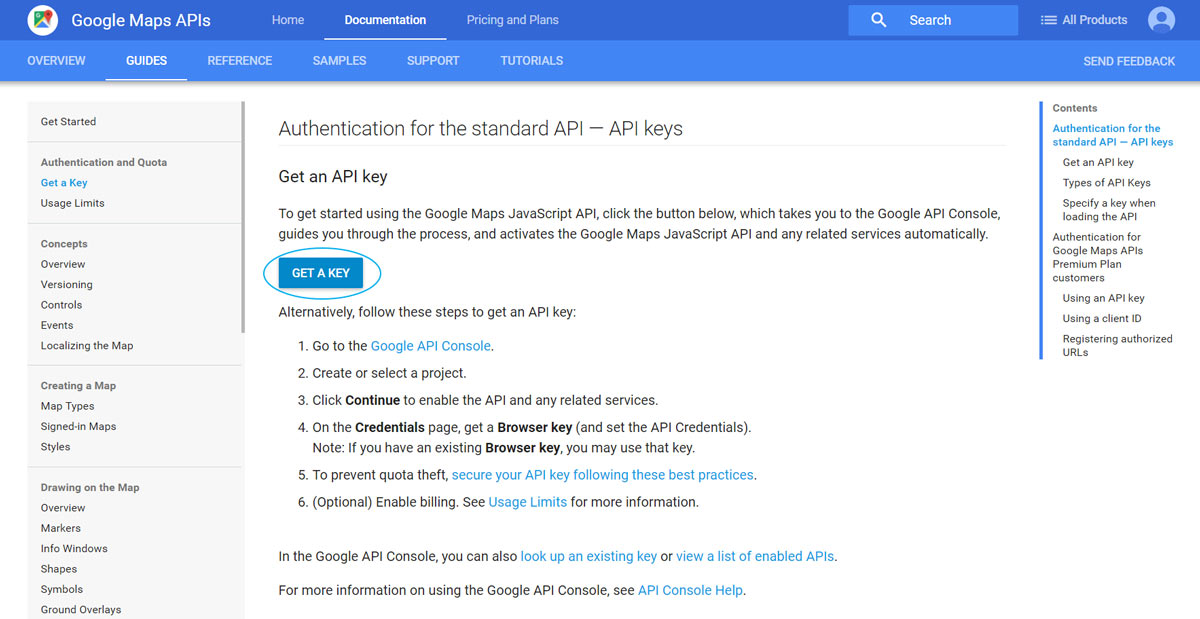 Google Maps APIs
Home
Documentation
Pricing and Plans
Search
All Products
OVERVIEW
GUIDES
REFERENCE
SAMPLES
SUPPORT
TUTORIALS
SEND FEEDBACK
Get Started
Authentication and Quota
Get a Key
Usage Limits
Concepts
Overview
Versioning
Controls
Events
Localizing the Map
Creating a Map
Map Types
Signed-in Maps
Styles
Drawing on the Map
Overview
Markers
Info Windows
Shapes
Symbols
Ground Overlays
Authentication for the standard API — API keys
Get an API key
To get started using the Google Maps JavaScript API, click the button below, which takes you to the Google API Console,
guides you through the process, and activates the Google Maps JavaScript API and any related services automatically.
GET A KEY
Alternatively, follow these steps to get an API key:
1. Go to the Google API Console.
2. Create or select a project.
3. Click Continue to enable the API and any related services.
4. On the Credentials page, get a Browser key (and set the API Credentials).
Note: If you have an existing Browser key, you may use that key.
5. To prevent quota theft, secure your API key following these best practices.
6. (Optional) Enable billing. See Usage Limits for more information.
In the Google API Console, you can also look up an existing key or view a list of enabled APIs.
For more information on using the Google API Console, see API Console Help.
Contents
Authentication for the
standard API — API keys
Get an API key
Types of API Keys
Specify a key when
loading the API
Authentication for
Google Maps APIs
Premium Plan
customers
Using an API key
Using a client ID
Registering authorized
URLs